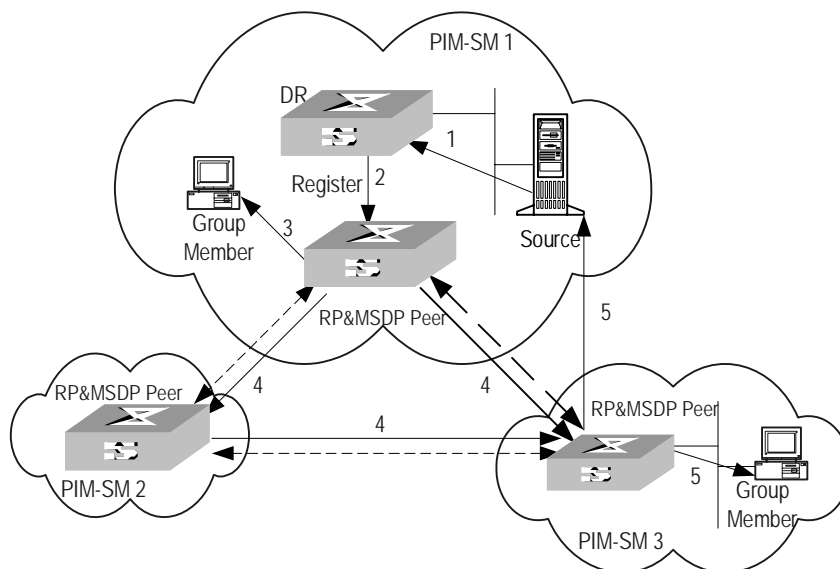 PIM-SM 1
DR
1
Register
2
Group
Member
3
Source
RP&MSDP Peer
5
4
4
RP&MSDP Peer
RP&MSDP Peer
4
PIM-SM 2
5
Group
Member
PIM-SM 3